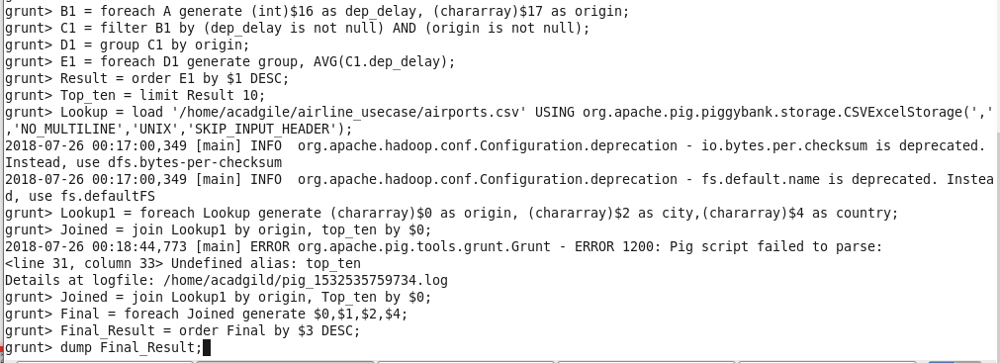 grunt> B1 = foreach A generate (int)$16 as dep_delay, (chararray)$17 as origin;
grunt> C1 = filter B1 by (dep_delay is not null) AND (origin is not null);
grunt> D1 = group C1 by origin;
grunt> E1 = foreach D1 generate group, AVG(C1.dep_delay);
grunt> Result = order E1 by $1 DESC;
grunt> Top_ten = limit Result 10;
grunt> Lookup = load '/home/acadgile/airline_usecase/airports.csv' USING org.apache.pig.piggybank.storage.CSVExcelStorage(','
,'NO_MULTILINE','UNIX','SKIP_INPUT_HEADER');
2018-07-26 00:17:00,349 [main] INFO  org.apache.hadoop.conf.Configuration.deprecation - io.bytes.per.checksum is deprecated.
Instead, use dfs.bytes-per-checksum
2018-07-26 00:17:00,349 [main] INFO  org.apache.hadoop.conf.Configuration.deprecation - fs.default.name is deprecated. Instea
d, use fs.defaultFS
grunt> Lookup1 = foreach Lookup generate (chararray)$0 as origin, (chararray)$2 as city,(chararray)$4 as country;
grunt> Joined = join Lookup1 by origin, top_ten by $0;
2018-07-26 00:18:44,773 [main] ERROR org.apache.pig.tools.grunt.Grunt - ERROR 1200: Pig script failed to parse:
<line 31, column 33> Undefined alias: top_ten
Details at logfile: /home/acadgild/pig_1532535759734.log
grunt> Joined = join Lookup1 by origin, Top_ten by $0;
grunt> Final = foreach Joined generate $0,$1,$2,$4;
grunt> Final_Result = order Final by $3 DESC;
grunt> dump Final_Result;